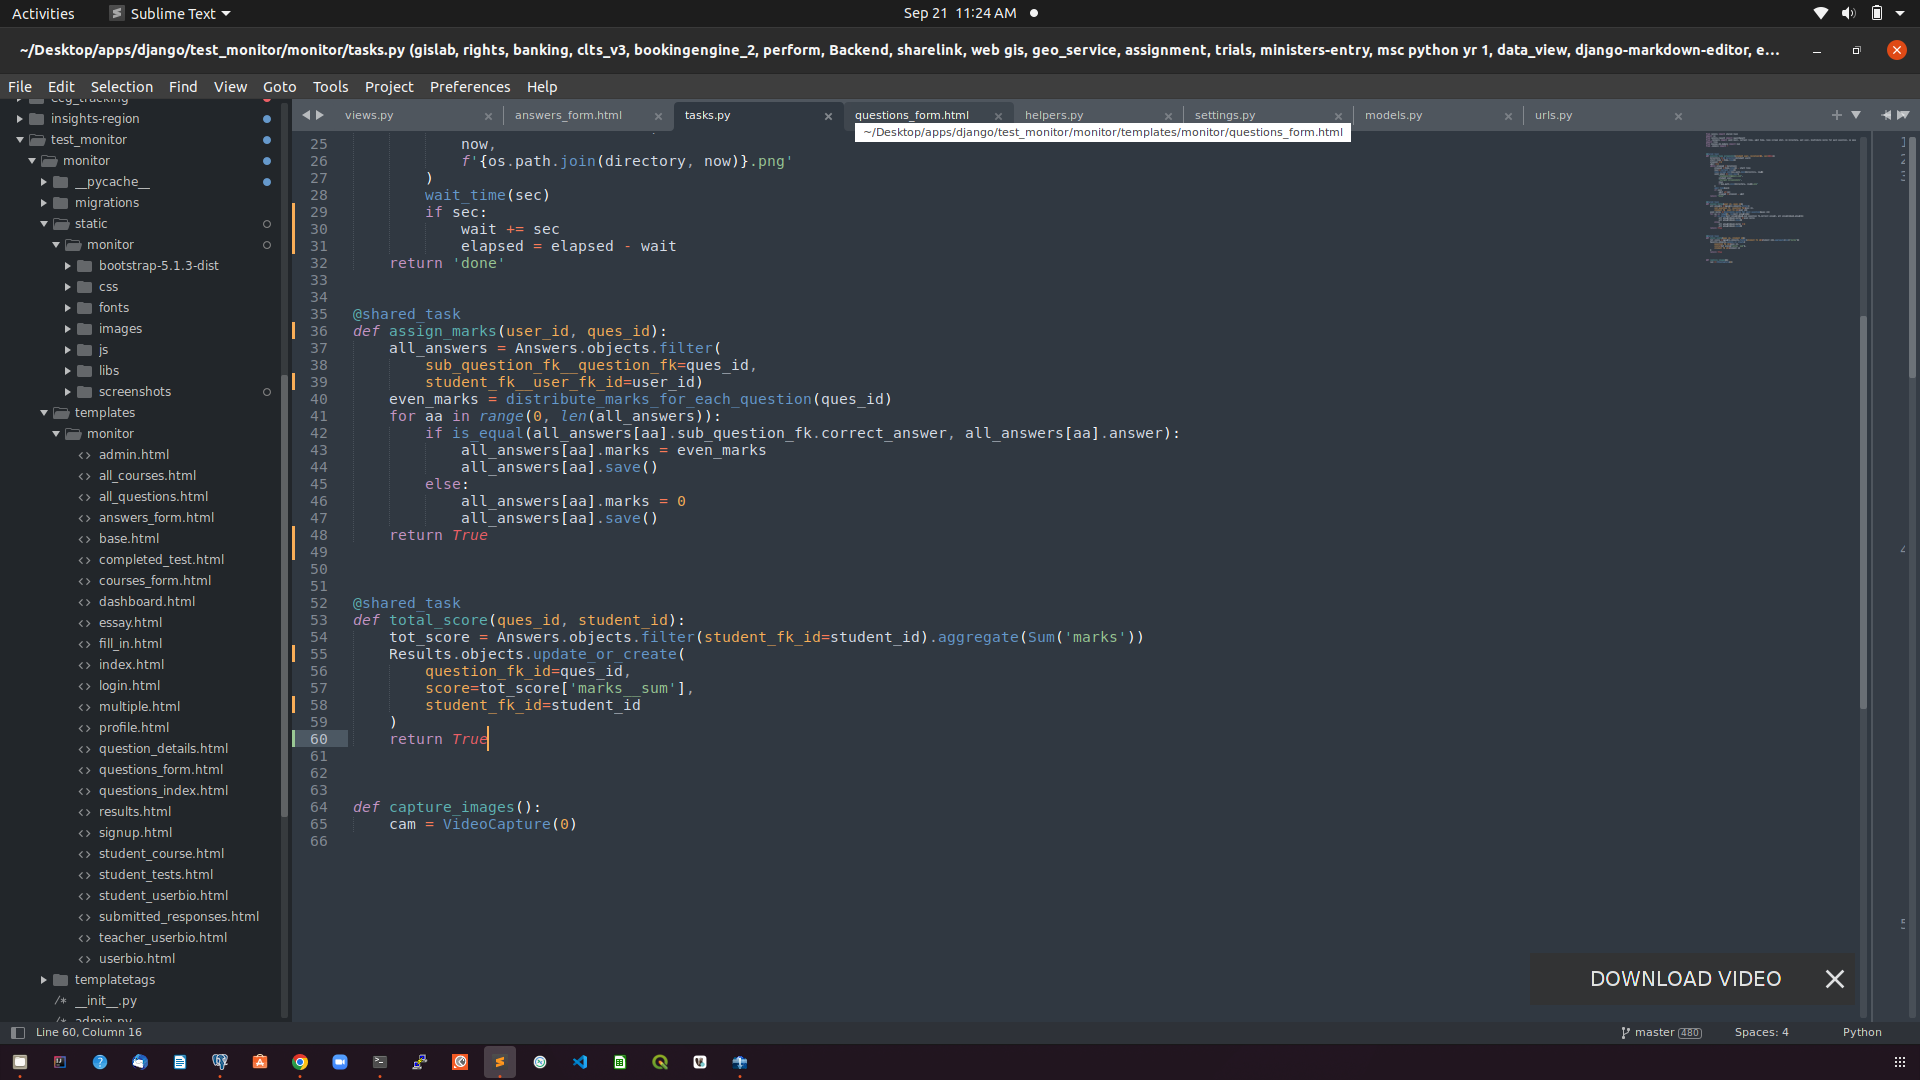 Activities
Sublime Text
Sep 21 11:24 AM
~/Desktop/apps/django/test_monitor/monitor/tasks.py (gislab, rights, banking, clts_v3, bookingengine_2, perform, Backend, sharelink, web gis, geo_service, assignment, trials, ministers-entry, msc python yr 1, data_view, django-markdown-editor, e...
File Edit Selection Find View Goto Tools Project Preferences Help
insights-region
test_monitor
monitor
__pycache__
migrations
static
monitor
bootstrap-5.1.3-dist
css
fonts
images
js
libs
screenshots
templates
monitor
admin.html
all_courses.html
all_questions.html
answers_form.html
base.html
completed_test.html
courses_form.html
dashboard.html
essay.html
fill_in.html
index.html
login.html
multiple.html
profile.html
question_details.html
questions_form.html
questions_index.html
results.html
signup.html
student_course.html
student_tests.html
student_userbio.html
submitted_responses.html
teacher_userbio.html
userbio.html
templatetags
/* __init__.py
/* admin.py
views.py answers_form.html tasks.py questions_form.html helpers.py settings.py models.py urls.py
~/Desktop/apps/django/test_monitor/monitor/templates/monitor/questions_form.html
25 now,
26 f'{os.path.join(directory, now)}.png'
27 )
28 wait_time(sec)
29 if sec:
30 wait += sec
31 elapsed = elapsed - wait
32 return 'done'
33
34
35 @shared_task
36 def assign_marks(user_id, ques_id):
37 all_answers = Answers.objects.filter(
38 sub_question_fk__question_fk=ques_id,
39 student_fk__user_fk_id=user_id)
40 even_marks = distribute_marks_for_each_question(ques_id)
41 for aa in range(0, len(all_answers)):
42 if is_equal(all_answers[aa].sub_question_fk.correct_answer, all_answers[aa].answer):
43 all_answers[aa].marks = even_marks
44 all_answers[aa].save()
45 else:
46 all_answers[aa].marks = 0
47 all_answers[aa].save()
48 return True
49
50
51
52 @shared_task
53 def total_score(ques_id, student_id):
54 tot_score = Answers.objects.filter(student_fk_id=student_id).aggregate(Sum('marks'))
55 Results.objects.update_or_create(
56 question_fk_id=ques_id,
57 score=tot_score['marks__sum'],
58 student_fk_id=student_id
59 )
60 return True
61
62
63
64 def capture_images():
65 cam = VideoCapture(0)
66
DOWNLOAD VIDEO
Line 60, Column 16
master 480
Spaces: 4
Python